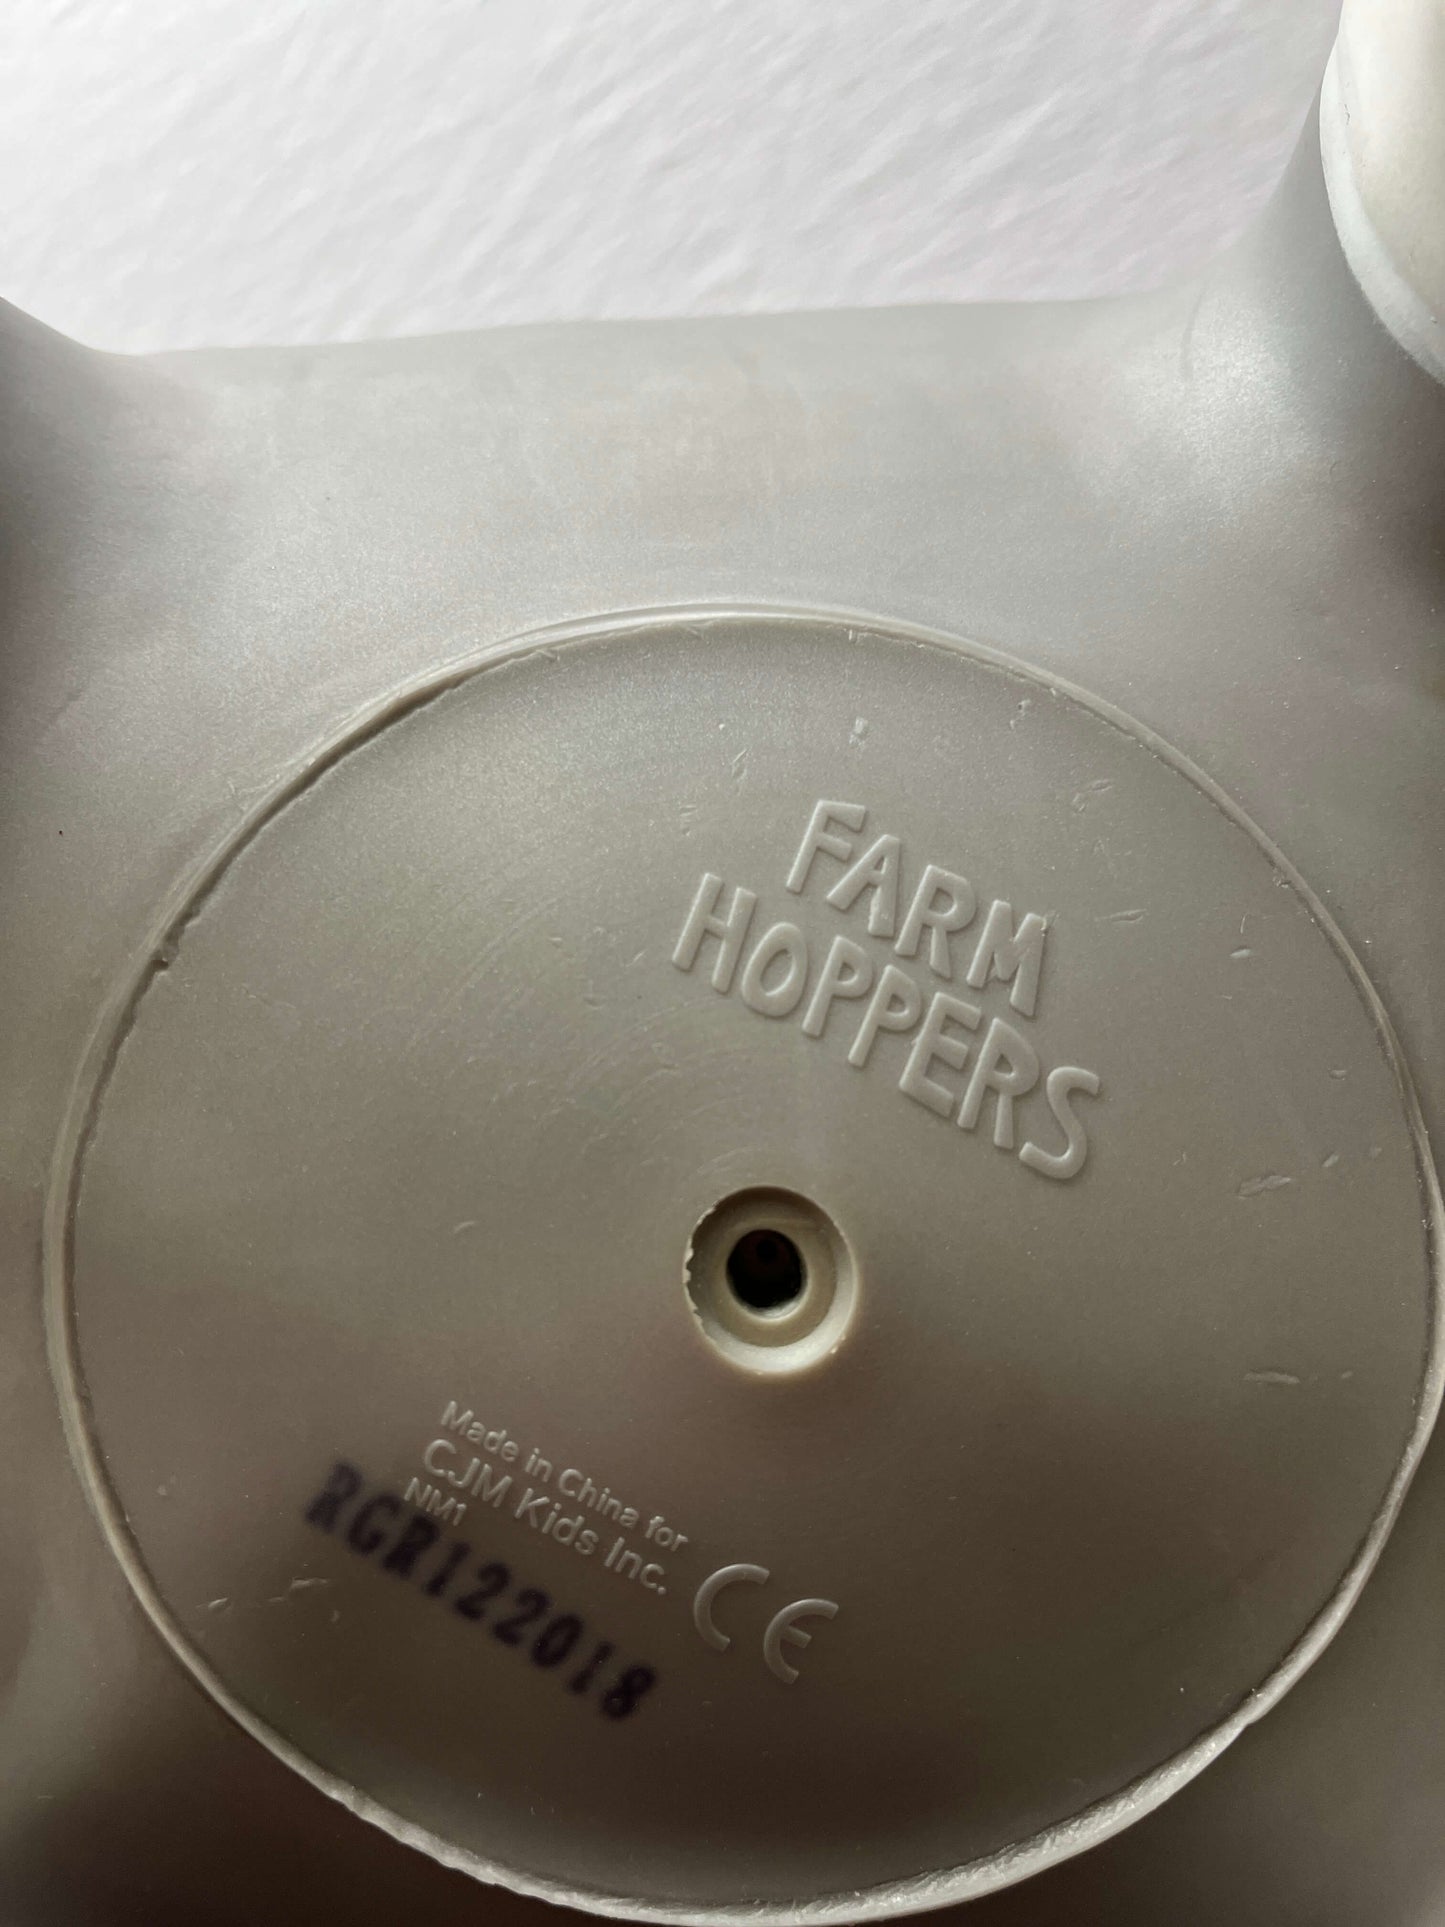 FARM
HOPPERS
Made in China for
CJM Kids Inc.
NM1
CE
RGR122018